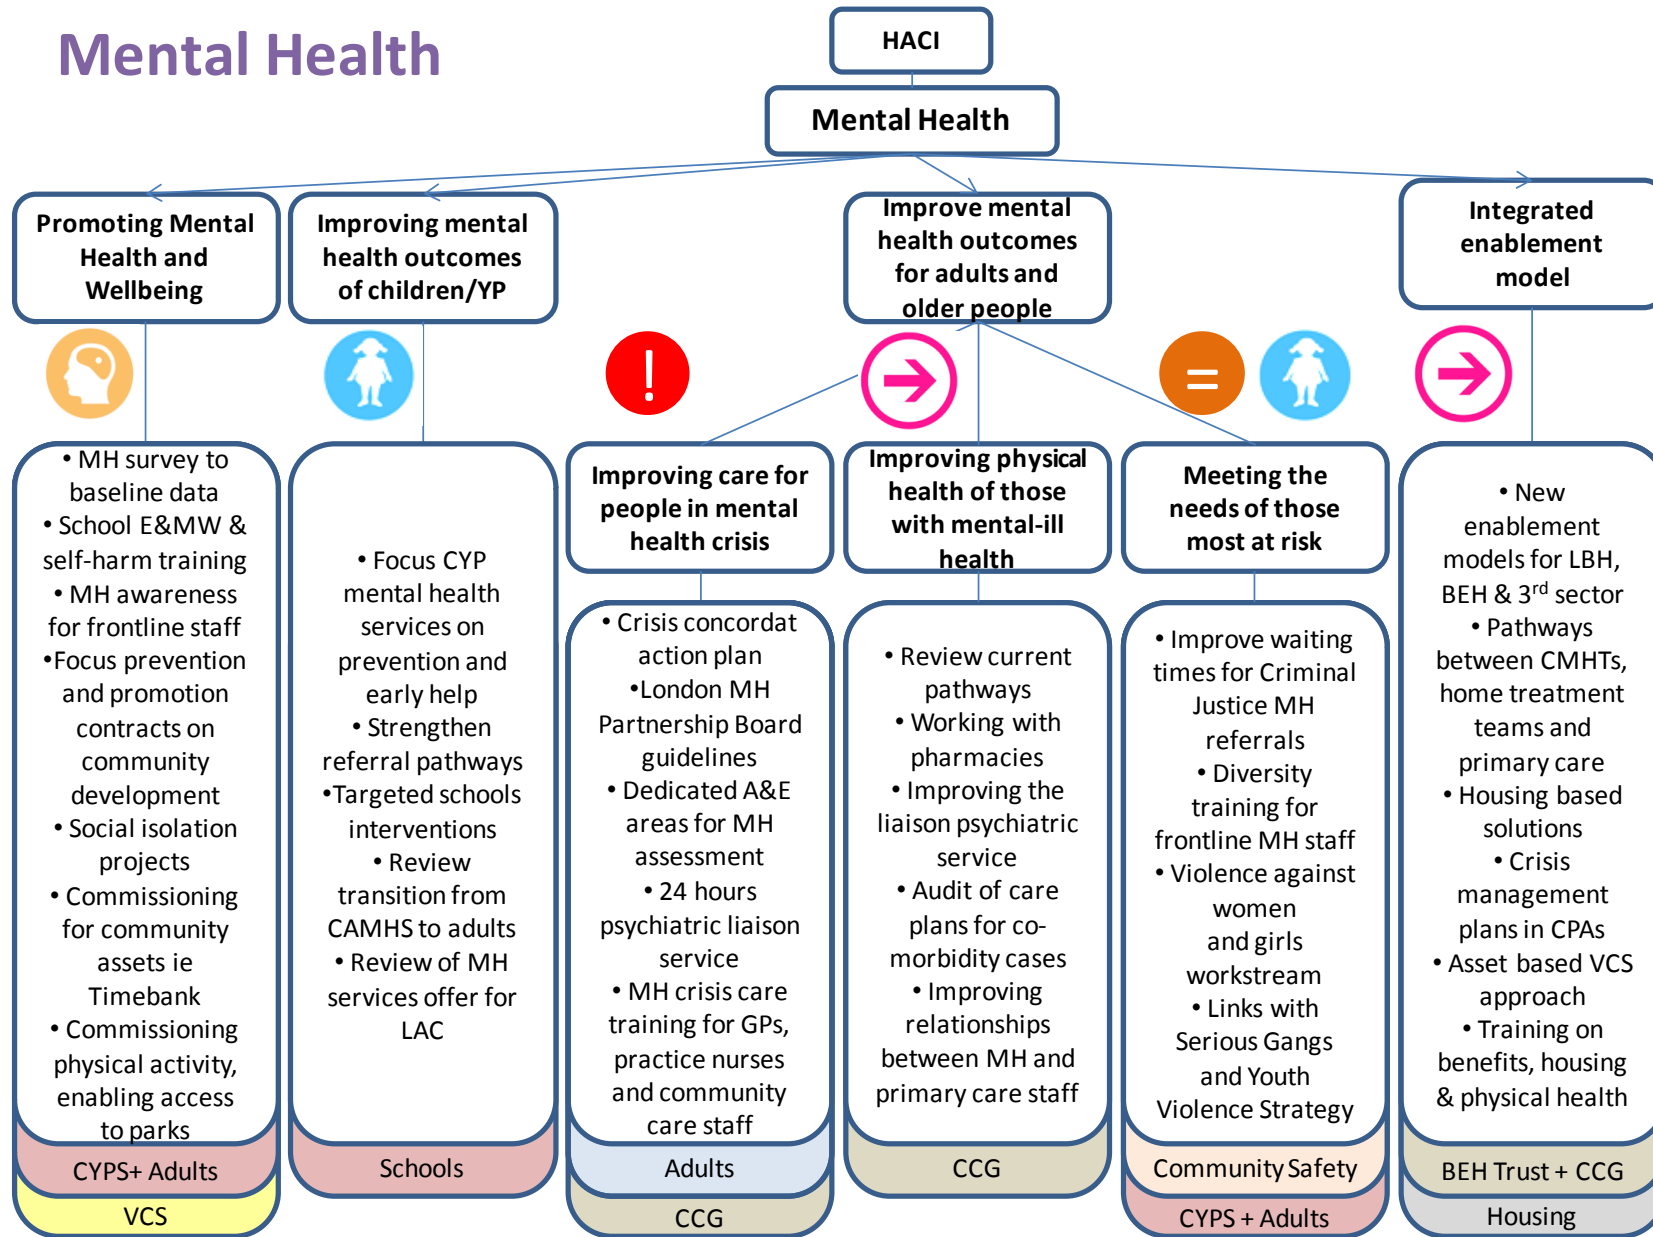 Mental Health
HACI
Mental Health
Promoting Mental
Health and
Wellbeing
Improving mental
health outcomes
of children/YP
Improve mental
health outcomes
for adults and
older people
Integrated
enablement
model
!
=
• MH survey to
baseline data
• School E&MW &
self-harm training
• MH awareness
for frontline staff
•Focus prevention
and promotion
contracts on
community
development
• Social isolation
projects
• Commissioning
for community
assets ie
Timebank
• Commissioning
physical activity,
enabling access
to parks
CYPS+ Adults
VCS
• Focus CYP
mental health
services on
prevention and
early help
• Strengthen
referral pathways
•Targeted schools
interventions
• Review
transition from
CAMHS to adults
• Review of MH
services offer for
LAC
Schools
Improving care for
people in mental
health crisis
• Crisis concordat
action plan
•London MH
Partnership Board
guidelines
• Dedicated A&E
areas for MH
assessment
• 24 hours
psychiatric liaison
service
• MH crisis care
training for GPs,
practice nurses
and community
care staff
Adults
CCG
Improving physical
health of those
with mental-ill
health
• Review current
pathways
• Working with
pharmacies
• Improving the
liaison psychiatric
service
• Audit of care
plans for co-
morbidity cases
• Improving
relationships
between MH and
primary care staff
CCG
Meeting the
needs of those
most at risk
• Improve waiting
times for Criminal
Justice MH
referrals
• Diversity
training for
frontline MH staff
• Violence against
women
and girls
workstream
• Links with
Serious Gangs
and Youth
Violence Strategy
Community Safety
CYPS + Adults
• New
enablement
models for LBH,
BEH & 3rd sector
• Pathways
between CMHTs,
home treatment
teams and
primary care
• Housing based
solutions
• Crisis
management
plans in CPAs
• Asset based VCS
approach
• Training on
benefits, housing
& physical health
BEH Trust + CCG
Housing